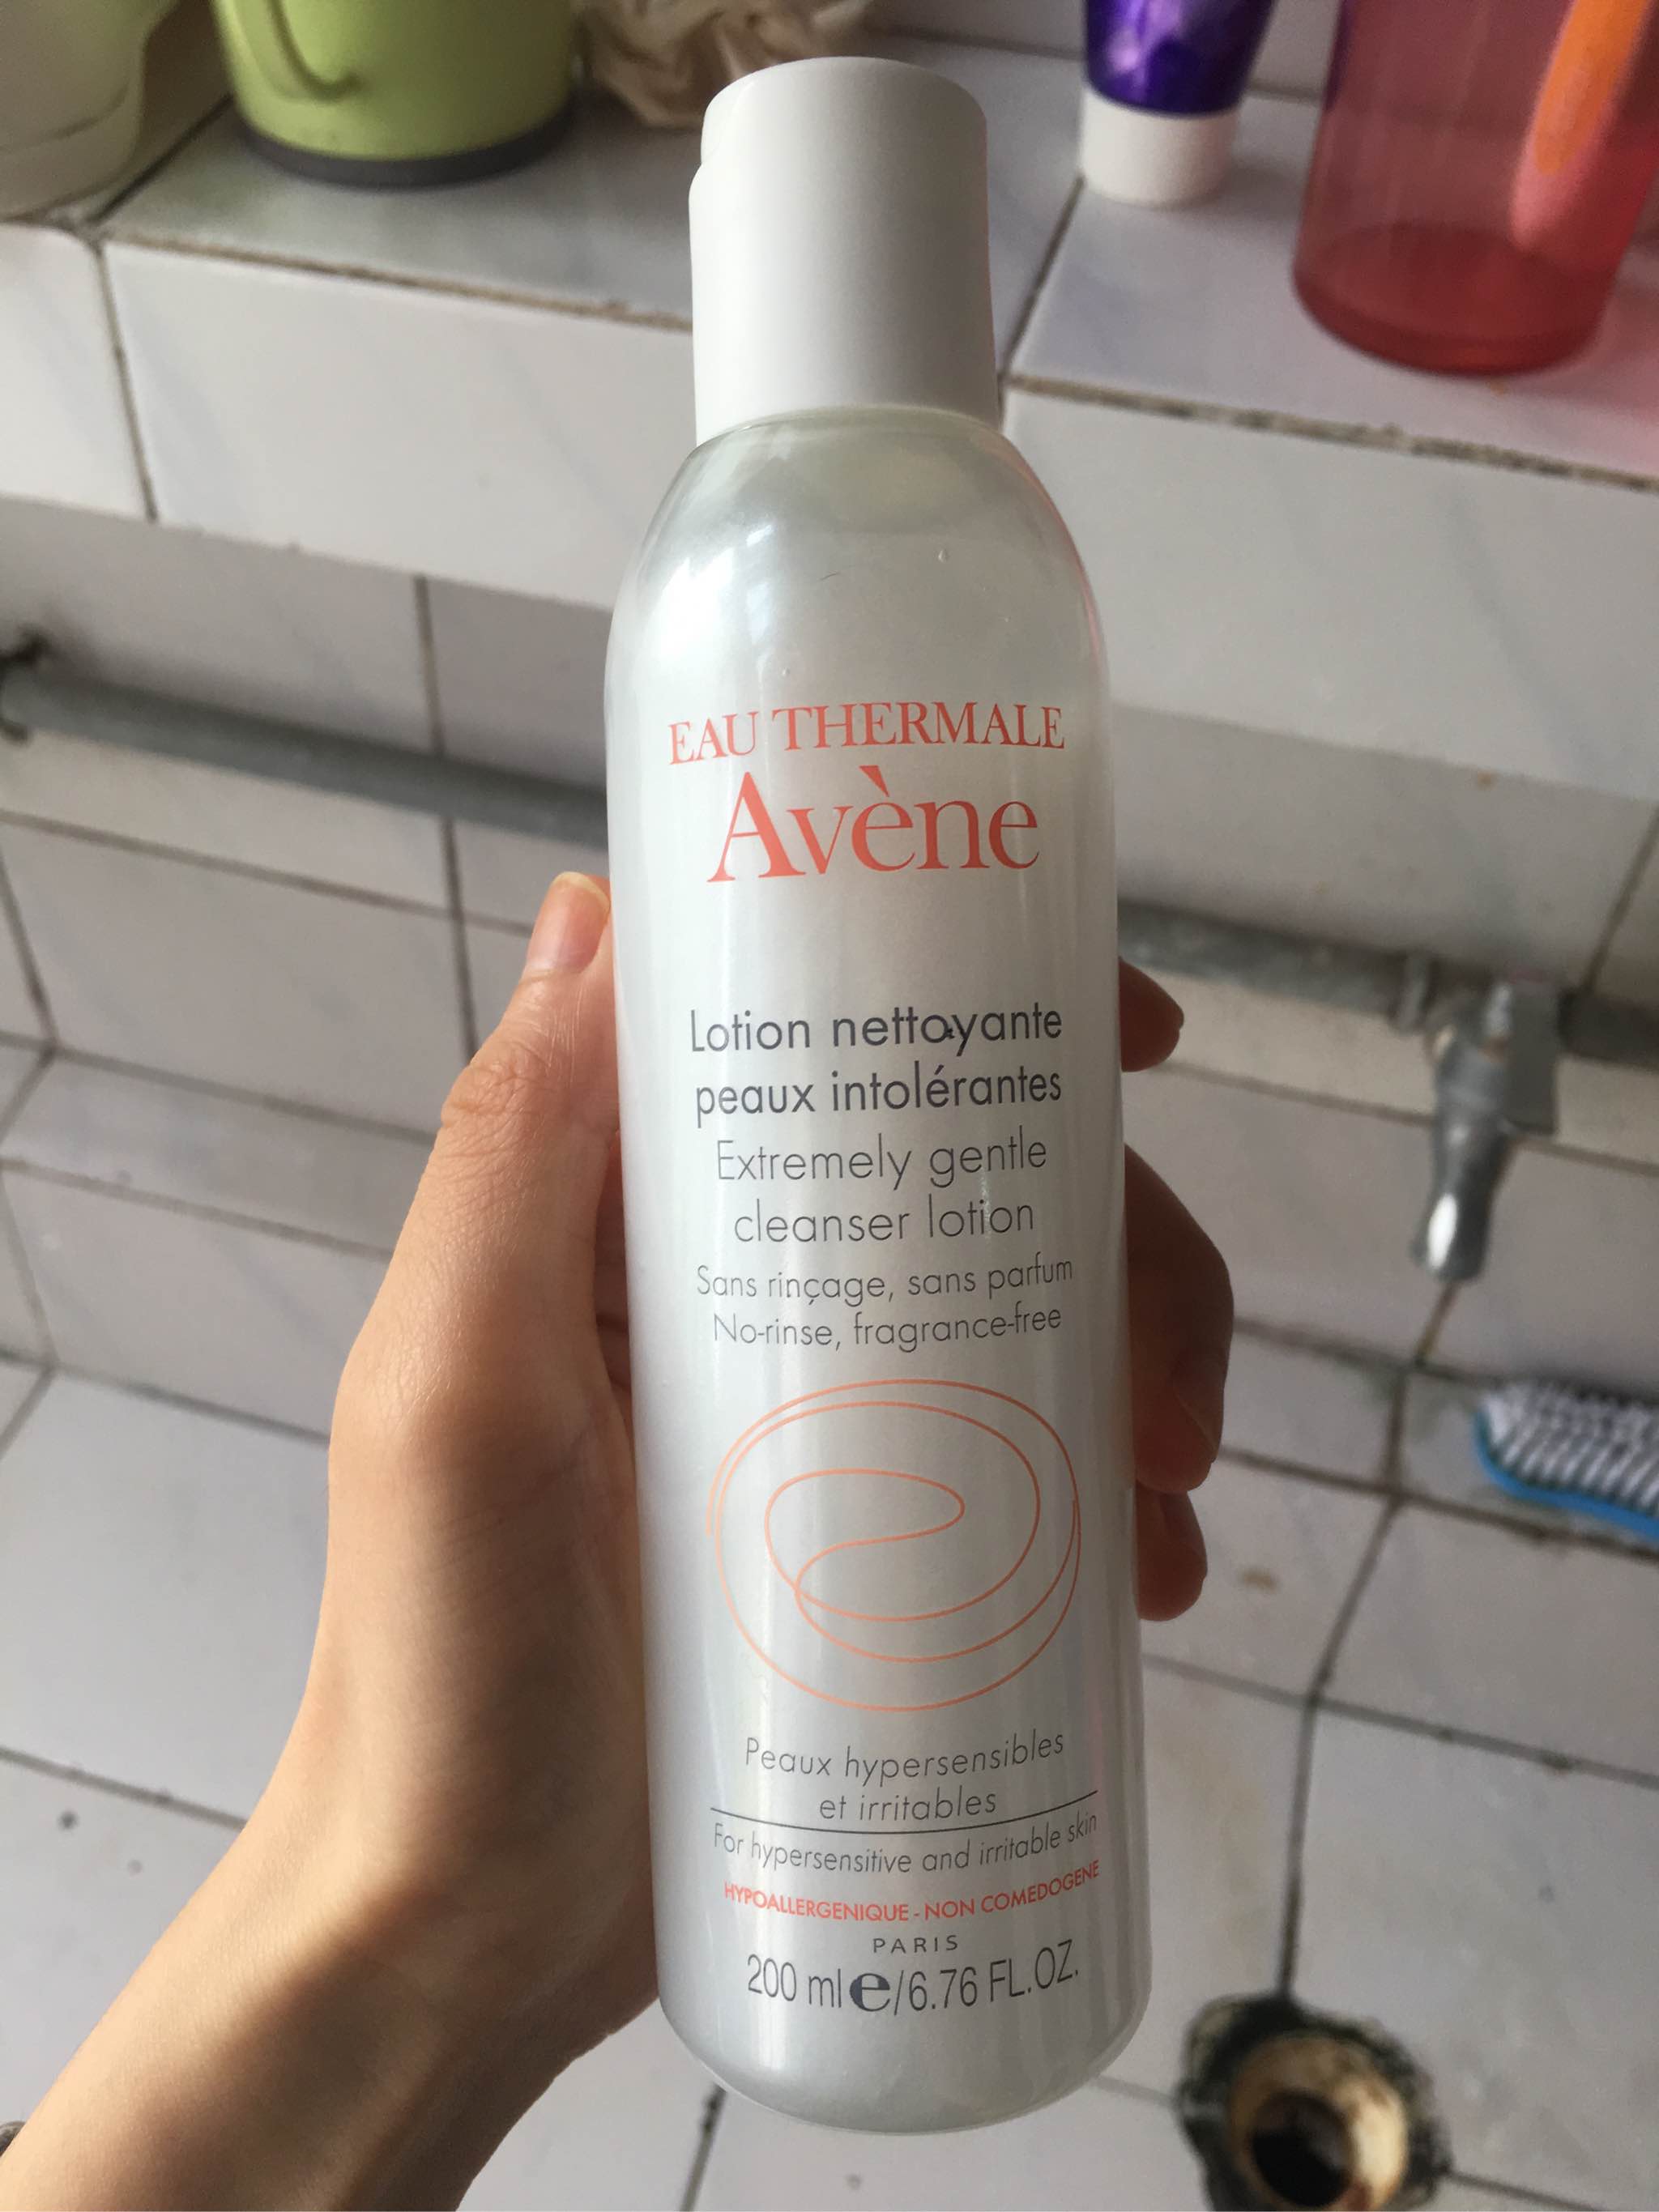 EAU THERMALE
Avène
Lotion nettoyante
peaux intolérantes
Extremely gentle
cleanser lotion
Sans rinçage, sans parfum
No-rinse, fragrance-free
Peaux hypersensibles
et irritables
For hypersensitive and irritable skin
HYPOALLERGENIQUE - NON COMEDOGENE
PARIS
200 ml e/6.76 FL.OZ.